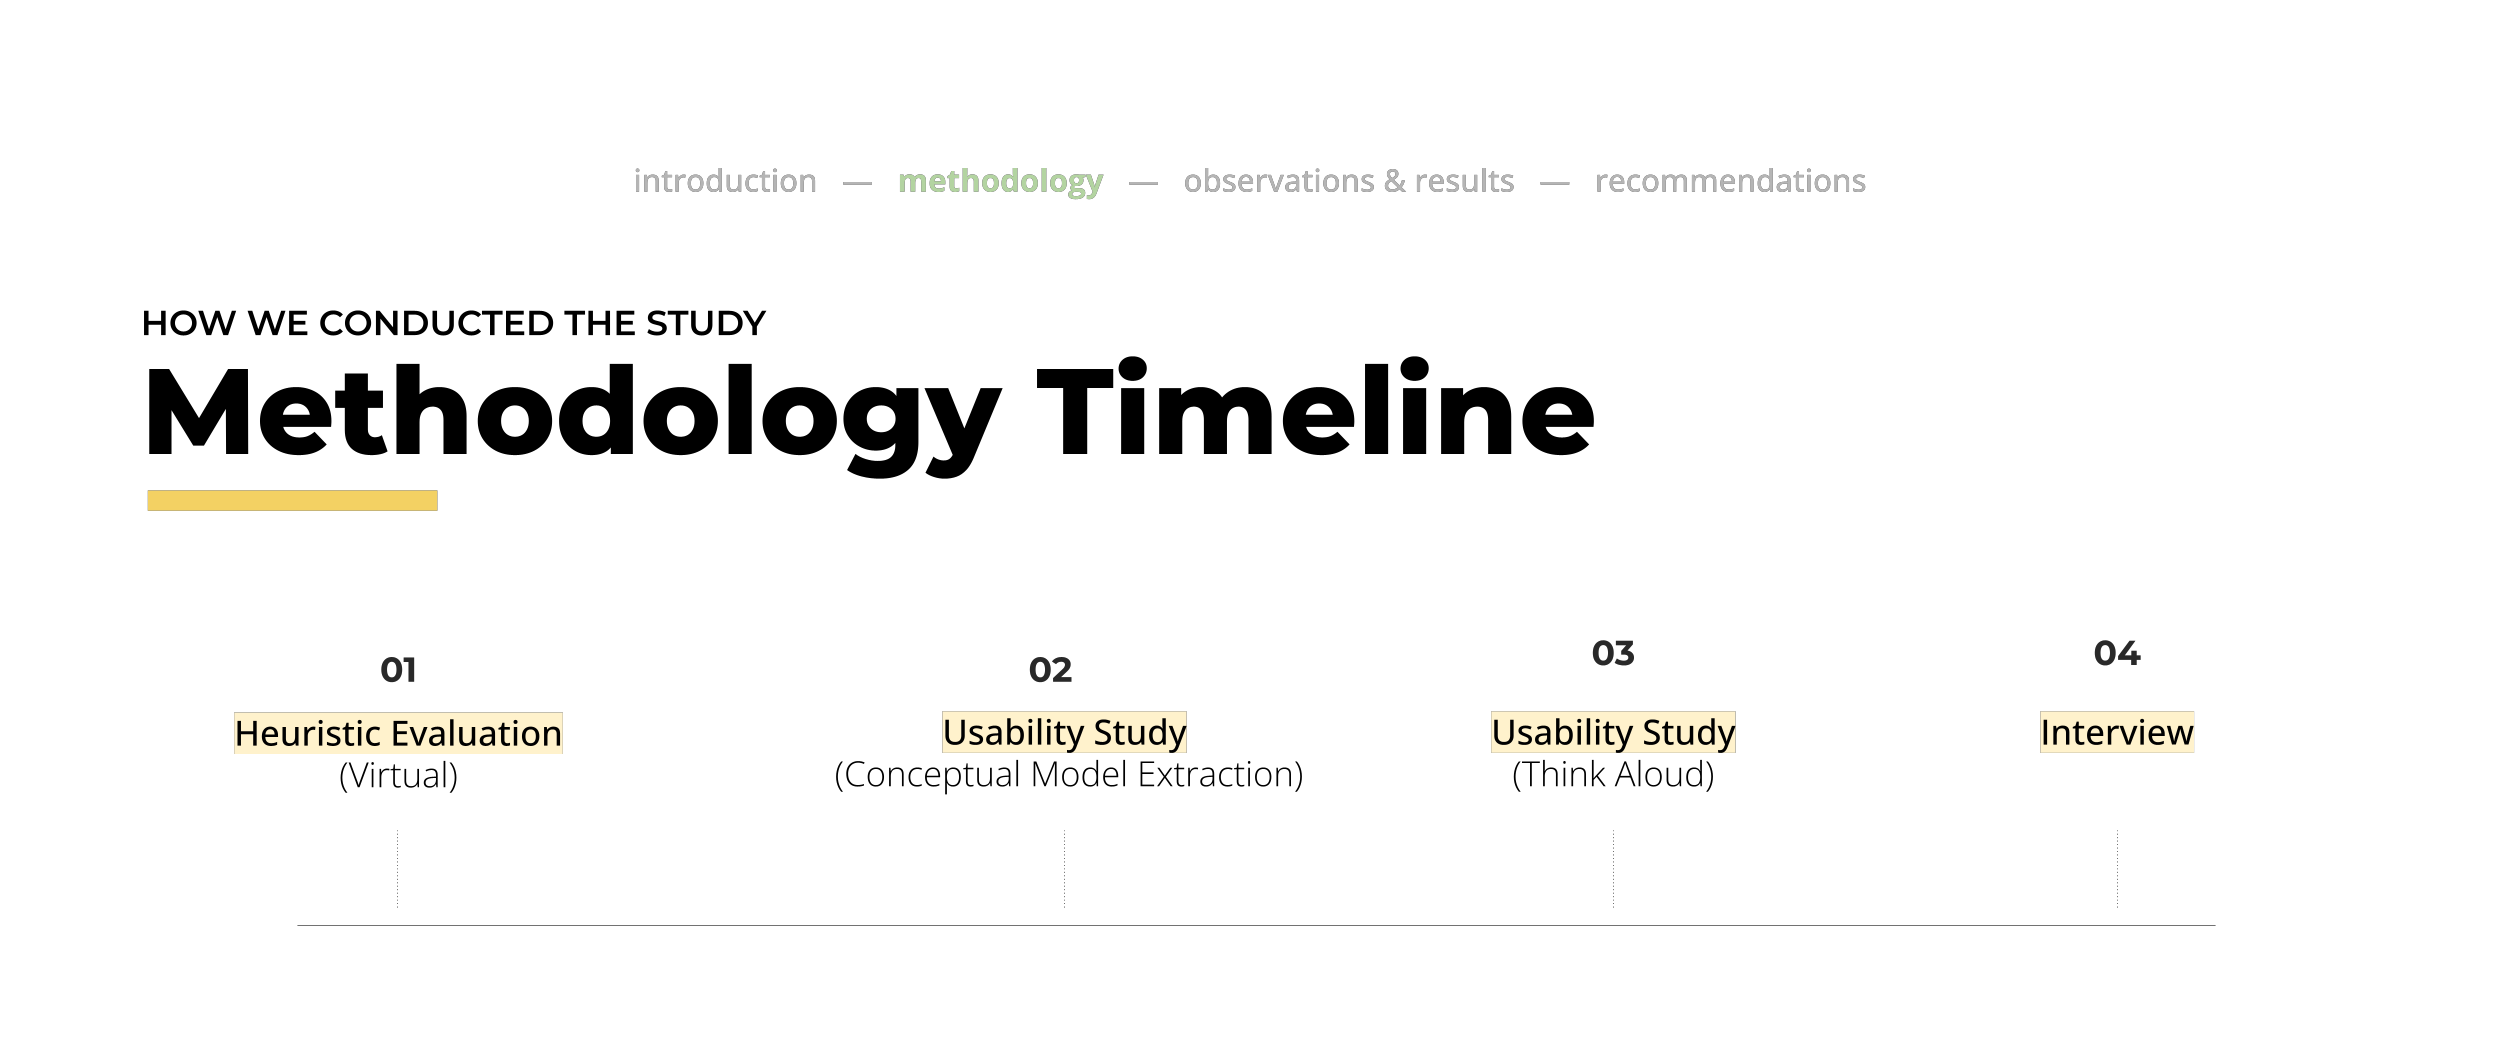 introduction — methodology — observations & results — recommendations
HOW WE CONDUCTED THE STUDY
Methodology Timeline
01
Heuristic Evaluation
(Virtual)
02
Usability Study
(Conceptual Model Extraction)
03
Usability Study
(Think Aloud)
04
Interview